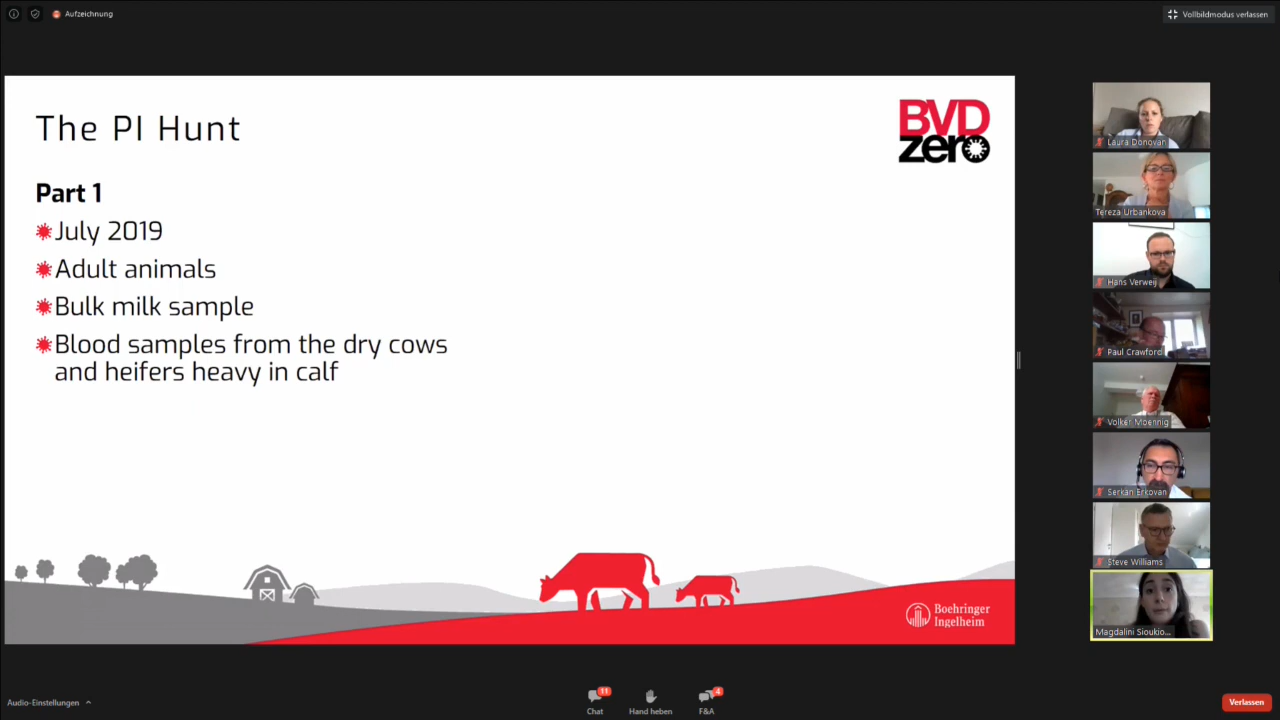 Aufzeichnung
Vollbildmodus verlassen
The PI Hunt
BVD
zero
Part 1
July 2019
Adult animals
Bulk milk sample
Blood samples from the dry cows
and heifers heavy in calf
Boehringer
Ingelheim
Laura Donovan
Tereza Urbankova
Hans Verweij
Paul Crawford
Volker Moennig
Serkan Erkovan
Steve Williams
Magdalini Sioukio...
Audio-Einstellungen
11
Chat
Hand heben
4
F&A
Verlassen